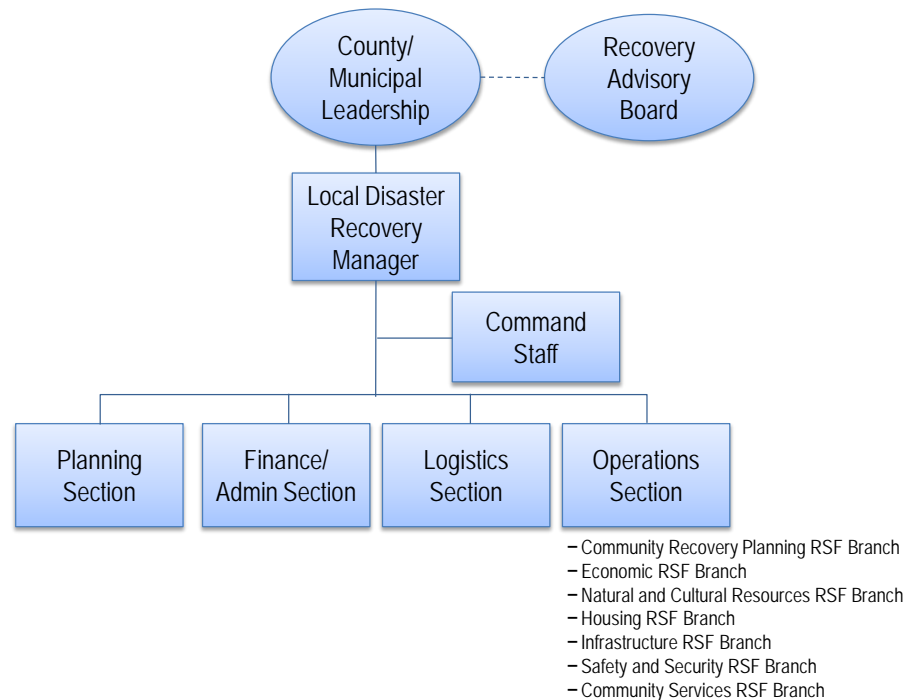 County/
Municipal
Leadership
Recovery
Advisory
Board
Local Disaster
Recovery
Manager
Command
Staff
Planning
Section
Finance/
Admin Section
Logistics
Section
Operations
Section
– Community Recovery Planning RSF Branch
– Economic RSF Branch
– Natural and Cultural Resources RSF Branch
– Housing RSF Branch
– Infrastructure RSF Branch
– Safety and Security RSF Branch
– Community Services RSF Branch